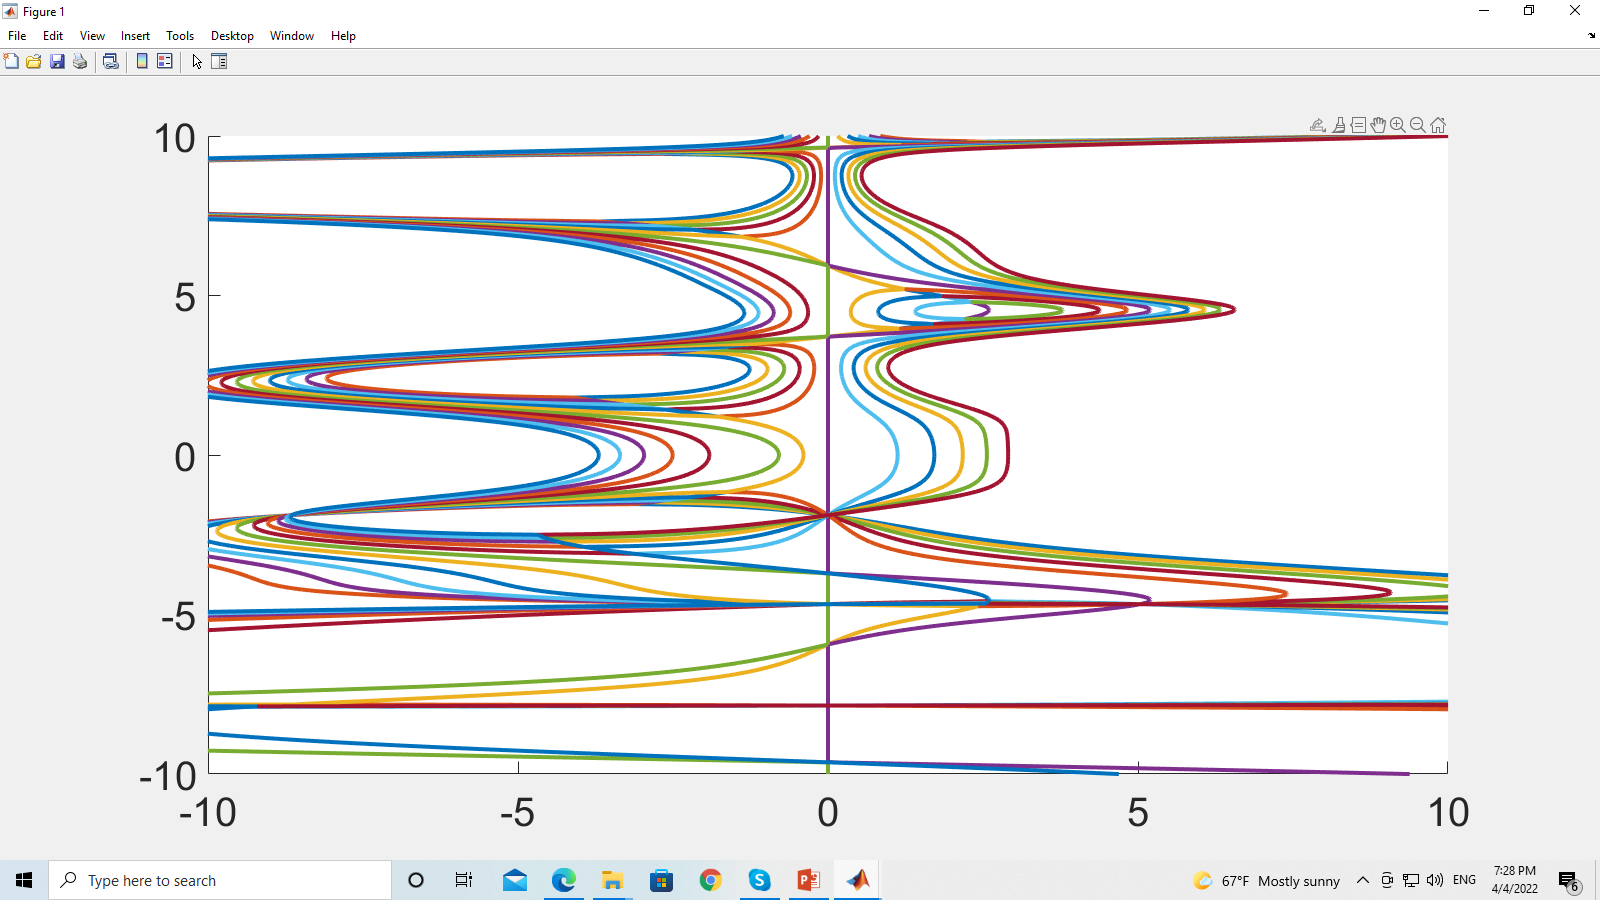 Figure 1
File Edit View Insert Tools Desktop Window Help
10
5
0
-5
-10
-10 -5 0 5 10
Type here to search
67°F Mostly sunny
ENG
7:28 PM
4/4/2022
6